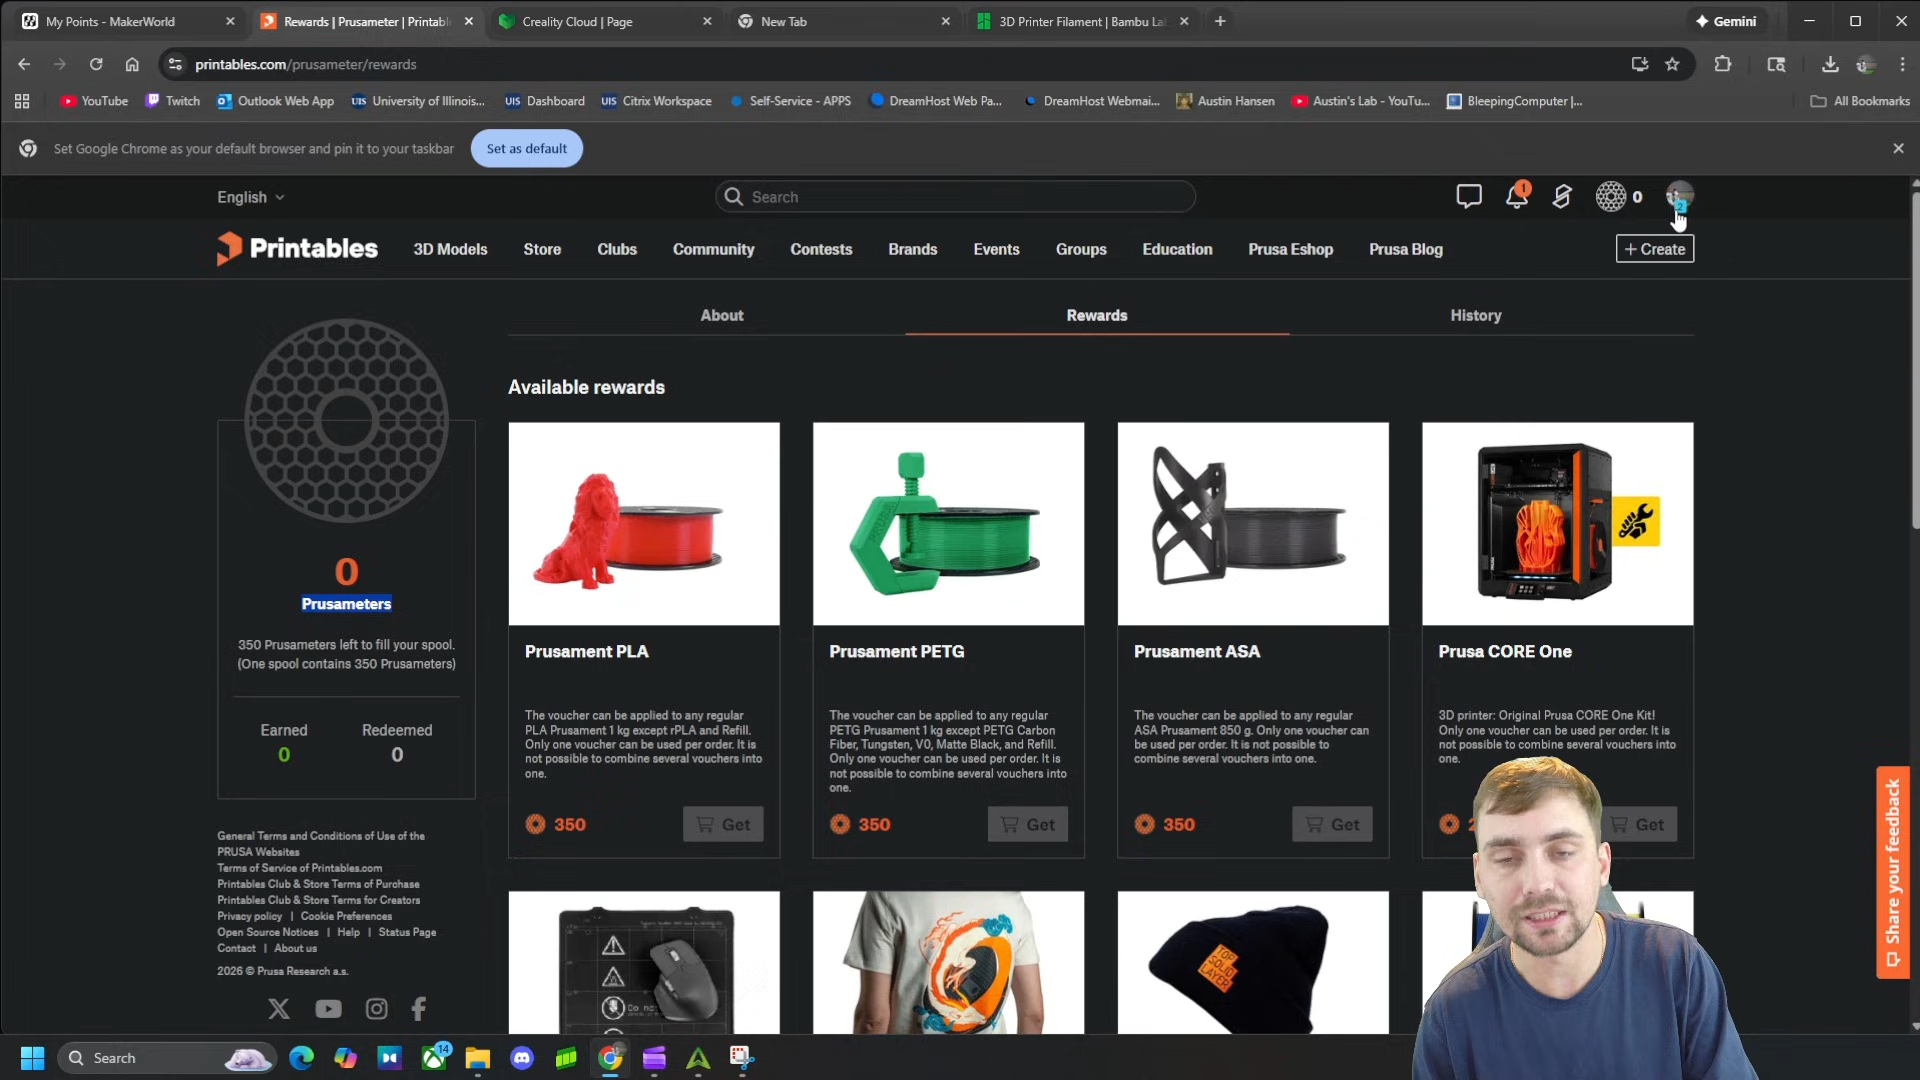 My Points - MakerWorld
Rewards | Prusameter | Printabl
Creality Cloud | Page
New Tab
3D Printer Filament | Bambu La
Gemini
printables.com/prusameter/rewards
YouTube
Twitch
Outlook Web App
UIS University of Illinois...
UIS Dashboard
UIS Citrix Workspace
Self-Service - APPS
DreamHost Web Pa...
DreamHost Webmai...
Austin Hansen
Austin's Lab - YouTu...
BleepingComputer |...
All Bookmarks
Set Google Chrome as your default browser and pin it to your taskbar
Set as default
English
Search
1
0
2
Printables
3D Models
Store
Clubs
Community
Contests
Brands
Events
Groups
Education
Prusa Eshop
Prusa Blog
+ Create
About
Rewards
History
0
Prusameters
350 Prusameters left to fill your spool.
(One spool contains 350 Prusameters)
Earned
0
Redeemed
0
General Terms and Conditions of Use of the
PRUSA Websites
Terms of Service of Printables.com
Printables Club & Store Terms of Purchase
Printables Club & Store Terms for Creators
Privacy policy | Cookie Preferences
Open Source Notices | Help | Status Page
Contact | About us
2026 © Prusa Research a.s.
Available rewards
Prusament PLA
The voucher can be applied to any regular
PLA Prusament 1 kg except rPLA and Refill.
Only one voucher can be used per order. It is
not possible to combine several vouchers into
one.
350
Get
Prusament PETG
The voucher can be applied to any regular
PETG Prusament 1 kg except PETG Carbon
Fiber, Tungsten, V0, Matte Black, and Refill.
Only one voucher can be used per order. It is
not possible to combine several vouchers into
one.
350
Get
Prusament ASA
The voucher can be applied to any regular
ASA Prusament 850 g. Only one voucher can
be used per order. It is not possible to
combine several vouchers into one.
350
Get
Prusa CORE One
3D printer: Original Prusa CORE One Kit!
Only one voucher can be used per order. It is
not possible to combine several vouchers into
one.
Get
TOP
SOLID
LAYER
Share your feedback
Search
14